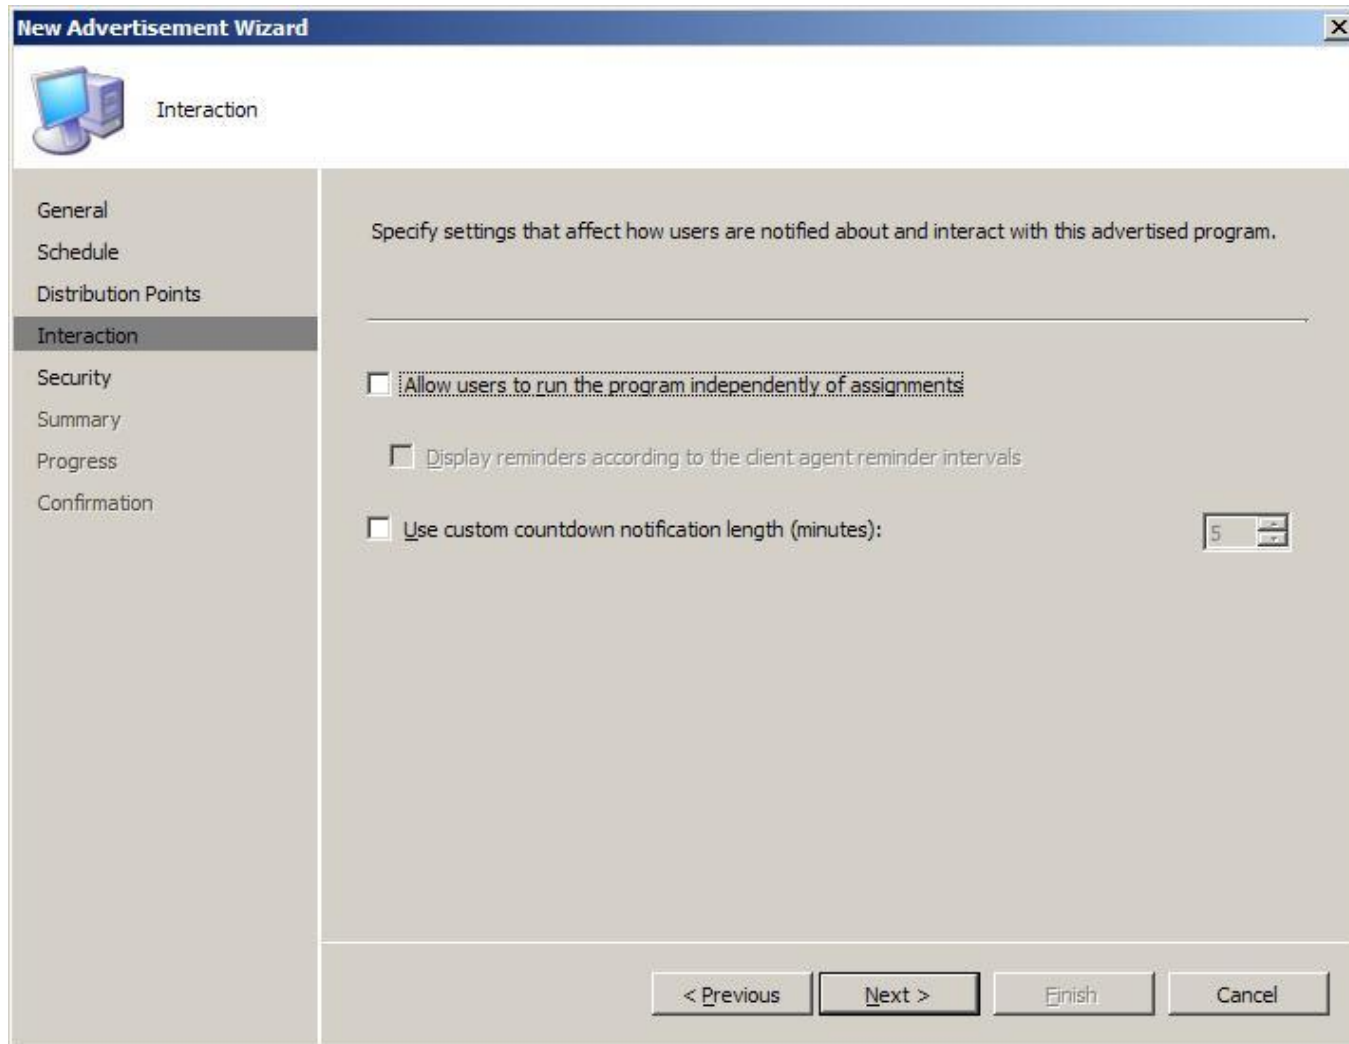 New Advertisement Wizard
Interaction
General
Schedule
Distribution Points
Interaction
Security
Summary
Progress
Confirmation
Specify settings that affect how users are notified about and interact with this advertised program.
Allow users to run the program independently of assignments
Display reminders according to the client agent reminder intervals
Use custom countdown notification length (minutes): 5
< Previous Next > Finish Cancel